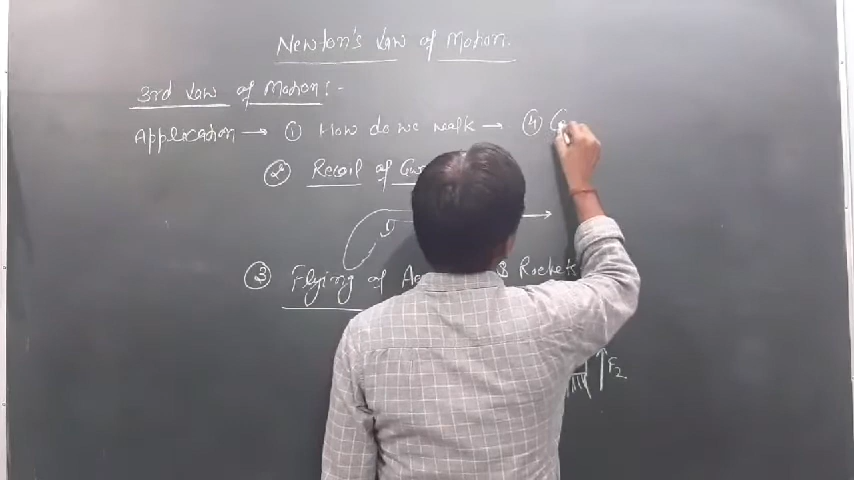 Newton's Law of Motion.
3rd Law of Motion:-
Application → ① How do we walk → ④
② Recoil of
③ Flying of & Rockets
F2